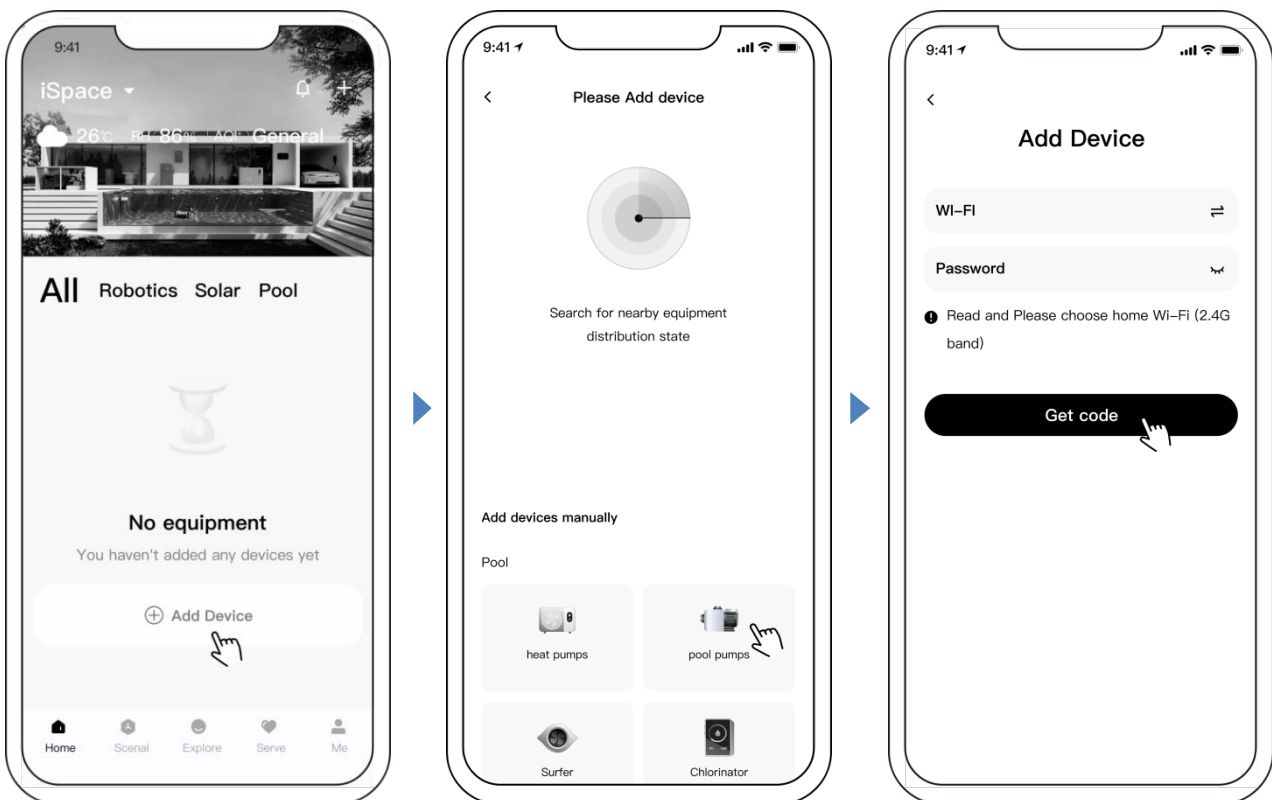 9:41
iSpace
26°C RH 86% AQI General
All Robotics Solar Pool
No equipment
You haven't added any devices yet
Add Device
Home Scenal Explore Serve Me
9:41
Please Add device
Search for nearby equipment
distribution state
Add devices manually
Pool
heat pumps pool pumps
Surfer Chlorinator
9:41
Add Device
WI-FI
Password
Read and Please choose home Wi-Fi (2.4G
band)
Get code